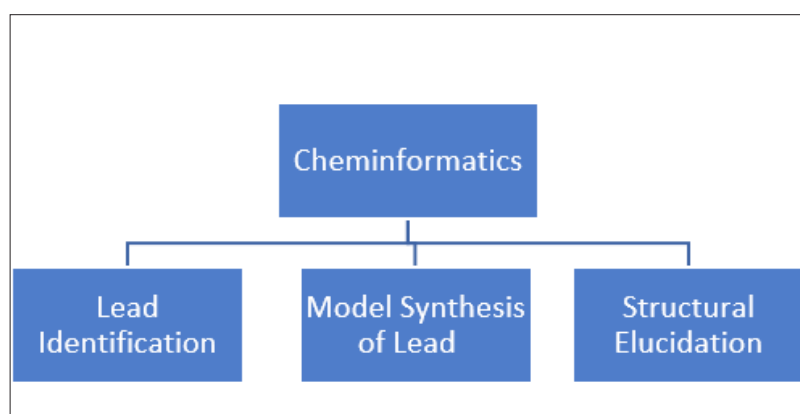 Cheminformatics
Lead
Identification
Model Synthesis
of Lead
Structural
Elucidation